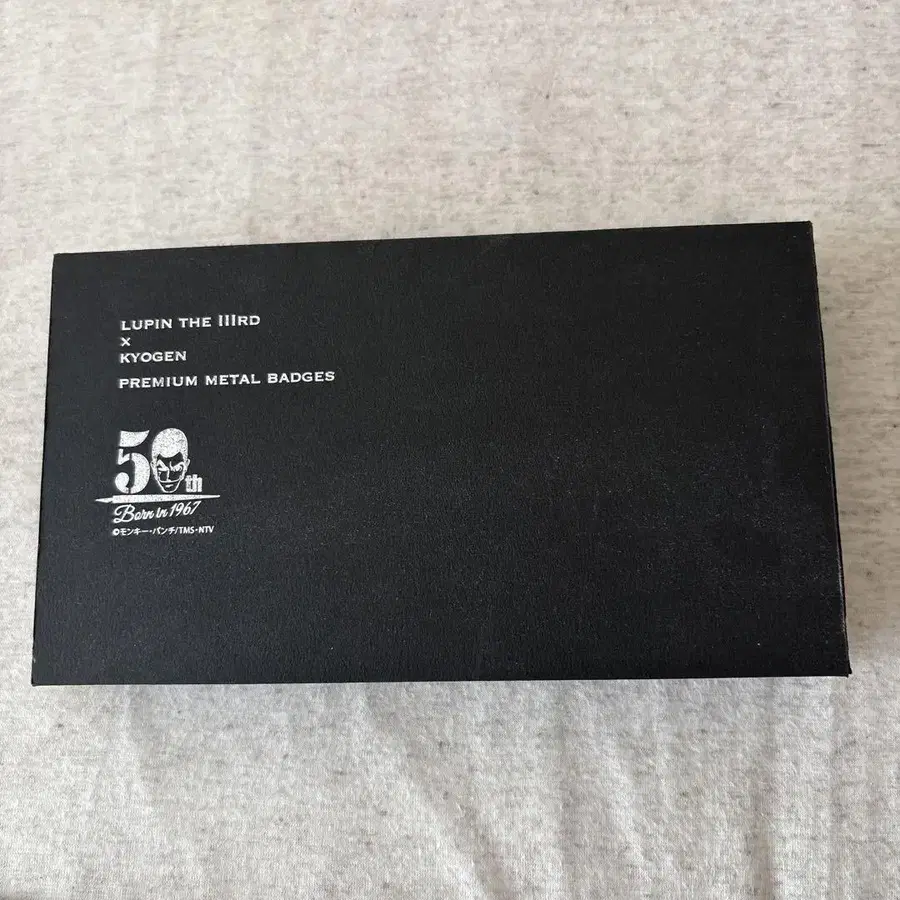 LUPIN THE IIIRD
X
KYOGEN
PREMIUM METAL BADGES
50th
Born in 1967
©モンキー・パンチ/TMS・NTV